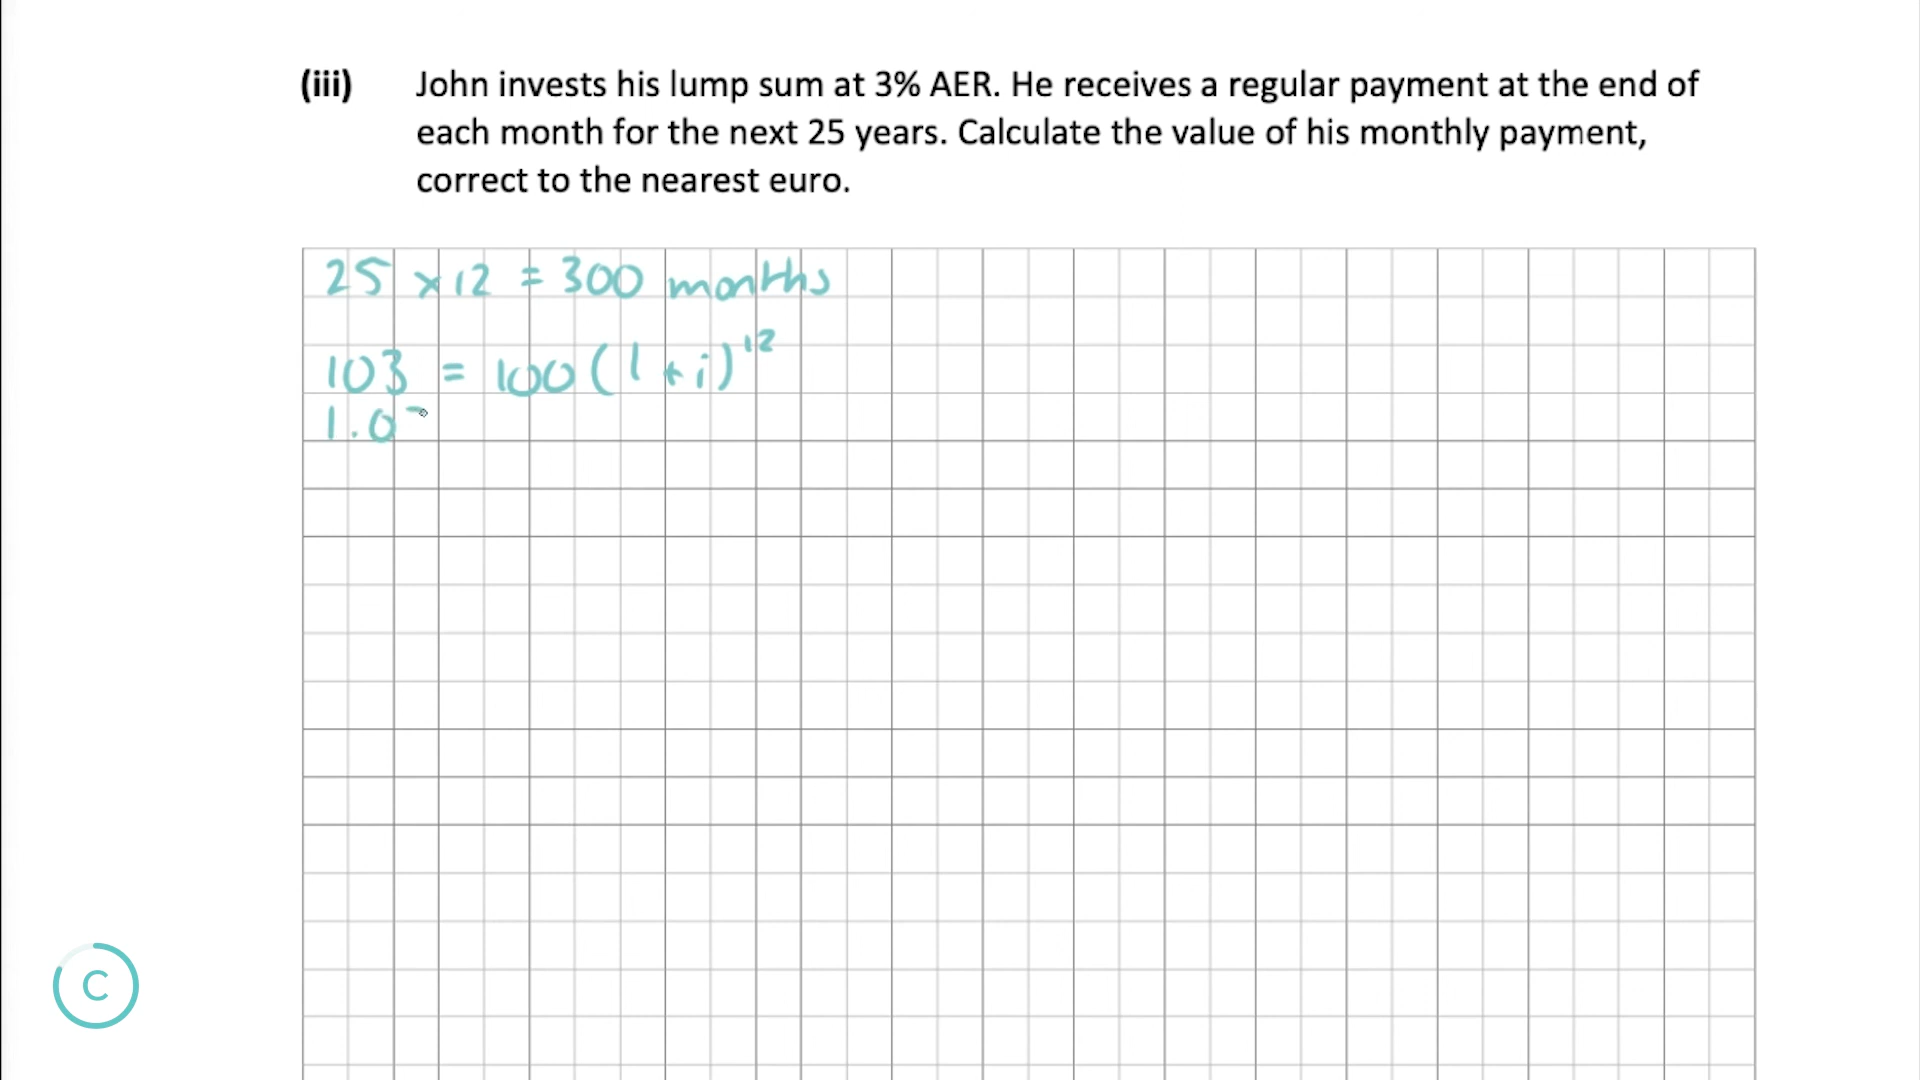 (iii) John invests his lump sum at 3% AER. He receives a regular payment at the end of
each month for the next 25 years. Calculate the value of his monthly payment,
correct to the nearest euro.
25 × 12 = 300 months
103 = 100 (1 + i)^12
1.0
C